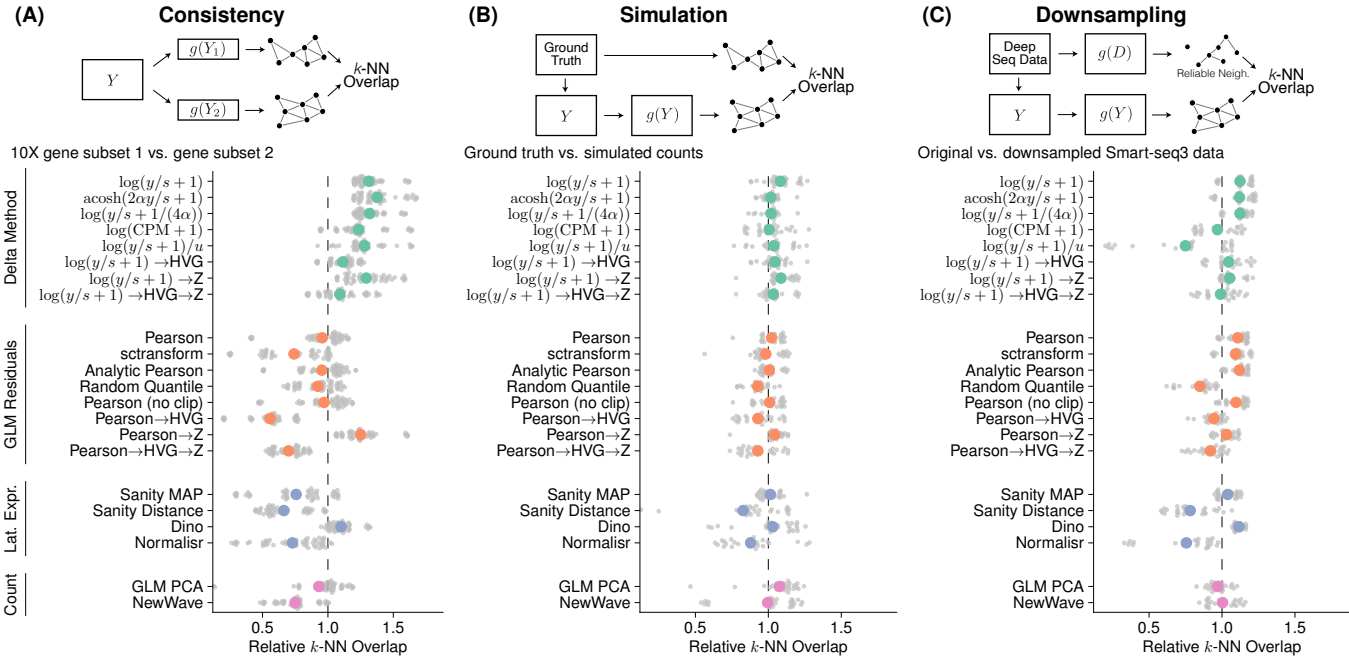 (A) Consistency
Y
g(Y1)
g(Y2)
k-NN
Overlap
10X gene subset 1 vs. gene subset 2
Delta Method
log(y/s + 1)
acosh(2αy/s + 1)
log(y/s + 1/(4α))
log(CPM + 1)
log(y/s + 1)/u
log(y/s + 1) →HVG
log(y/s + 1) →Z
log(y/s + 1) →HVG→Z
GLM Residuals
Pearson
sctransform
Analytic Pearson
Random Quantile
Pearson (no clip)
Pearson→HVG
Pearson→Z
Pearson→HVG→Z
Lat. Expr.
Sanity MAP
Sanity Distance
Dino
Normalisr
Count
GLM PCA
NewWave
0.5 1.0 1.5
Relative k-NN Overlap
(B) Simulation
Ground
Truth
Y
g(Y)
k-NN
Overlap
Ground truth vs. simulated counts
log(y/s + 1)
acosh(2αy/s + 1)
log(y/s + 1/(4α))
log(CPM + 1)
log(y/s + 1)/u
log(y/s + 1) →HVG
log(y/s + 1) →Z
log(y/s + 1) →HVG→Z
Pearson
sctransform
Analytic Pearson
Random Quantile
Pearson (no clip)
Pearson→HVG
Pearson→Z
Pearson→HVG→Z
Sanity MAP
Sanity Distance
Dino
Normalisr
GLM PCA
NewWave
0.5 1.0 1.5
Relative k-NN Overlap
(C) Downsampling
Deep
Seq Data
g(D)
Reliable Neigh.
Y
g(Y)
k-NN
Overlap
Original vs. downsampled Smart-seq3 data
log(y/s + 1)
acosh(2αy/s + 1)
log(y/s + 1/(4α))
log(CPM + 1)
log(y/s + 1)/u
log(y/s + 1) →HVG
log(y/s + 1) →Z
log(y/s + 1) →HVG→Z
Pearson
sctransform
Analytic Pearson
Random Quantile
Pearson (no clip)
Pearson→HVG
Pearson→Z
Pearson→HVG→Z
Sanity MAP
Sanity Distance
Dino
Normalisr
GLM PCA
NewWave
0.5 1.0 1.5
Relative k-NN Overlap